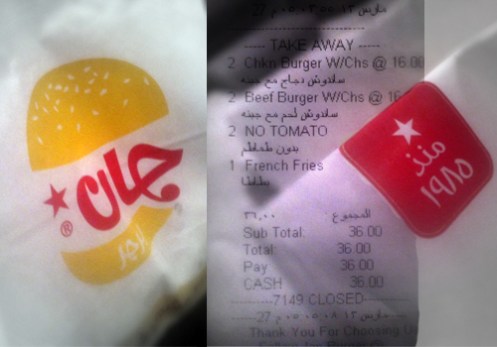 جان
®
برجر
TAKE AWAY
2 Chkn Burger W/Chs @ 16.00
ساندوتش دجاج مع جبنه
2 Beef Burger W/Chs @ 16
ساندوتش لحم مع جبنه
2 NO TOMATO
بدون طماطم
1 French Fries
بطاطا
المجموع ٣٦,٠٠
Sub Total: 36.00
Total: 36.00
Pay 36.00
CASH 36.00
7149 CLOSED
Thank You For Choosing
منذ
١٩٨٥